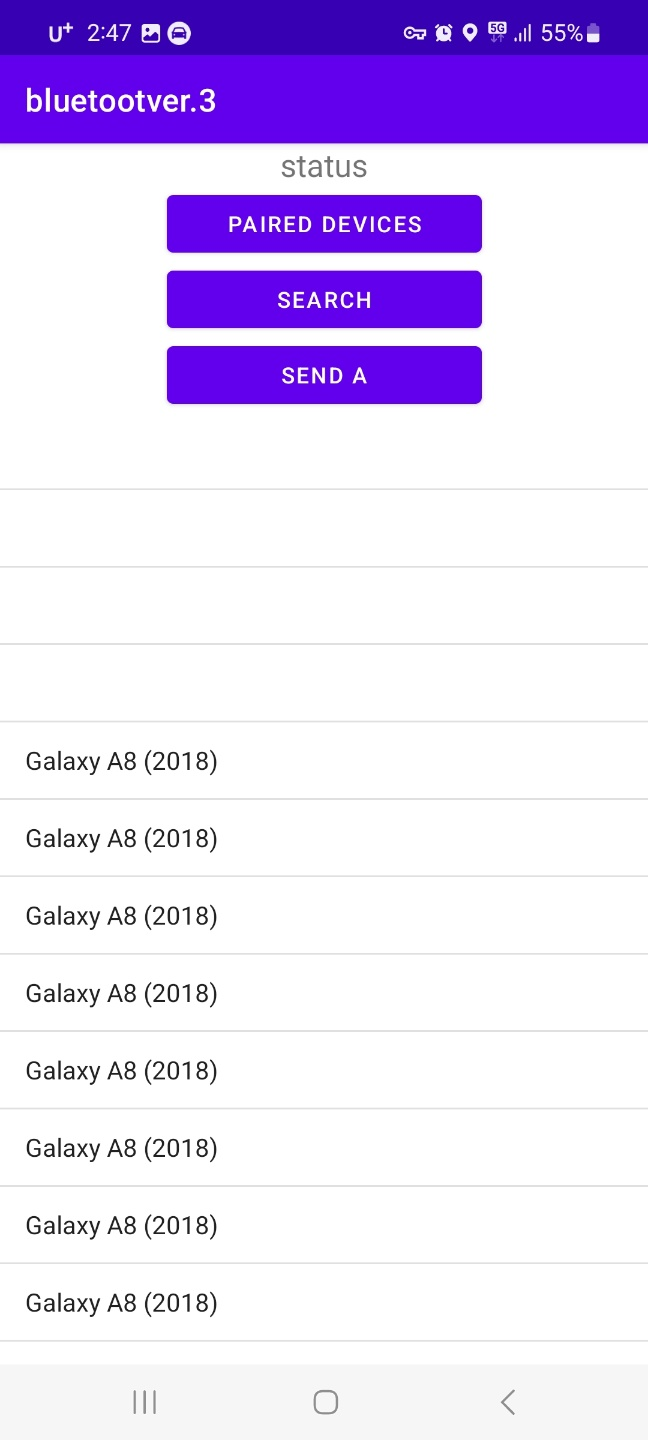 U+ 2:47 5G 55%
bluetootver.3
status
PAIRED DEVICES
SEARCH
SEND A
Galaxy A8 (2018)
Galaxy A8 (2018)
Galaxy A8 (2018)
Galaxy A8 (2018)
Galaxy A8 (2018)
Galaxy A8 (2018)
Galaxy A8 (2018)
Galaxy A8 (2018)